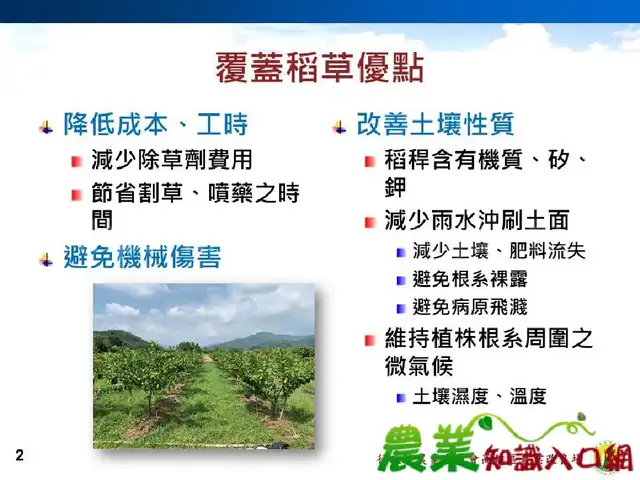 覆蓋稻草優點
降低成本、工時
減少除草劑費用
節省割草、噴藥之時
間
避免機械傷害
改善土壤性質
稻稈含有機質、矽、
鉀
減少雨水沖刷土面
減少土壤、肥料流失
避免根系裸露
避免病原飛濺
維持植株根系周圍之
微氣候
土壤濕度、溫度
2
農業知識入口網